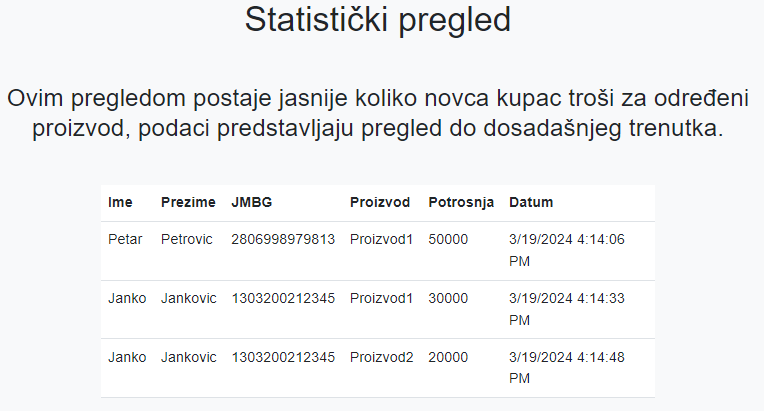 Statistički pregled
Ovim pregledom postaje jasnije koliko novca kupac troši za određeni
proizvod, podaci predstavljaju pregled do dosadašnjeg trenutka.
Ime Prezime JMBG Proizvod Potrosnja Datum
Petar Petrovic 2806998979813 Proizvod1 50000 3/19/2024 4:14:06
PM
Janko Jankovic 1303200212345 Proizvod1 30000 3/19/2024 4:14:33
PM
Janko Jankovic 1303200212345 Proizvod2 20000 3/19/2024 4:14:48
PM